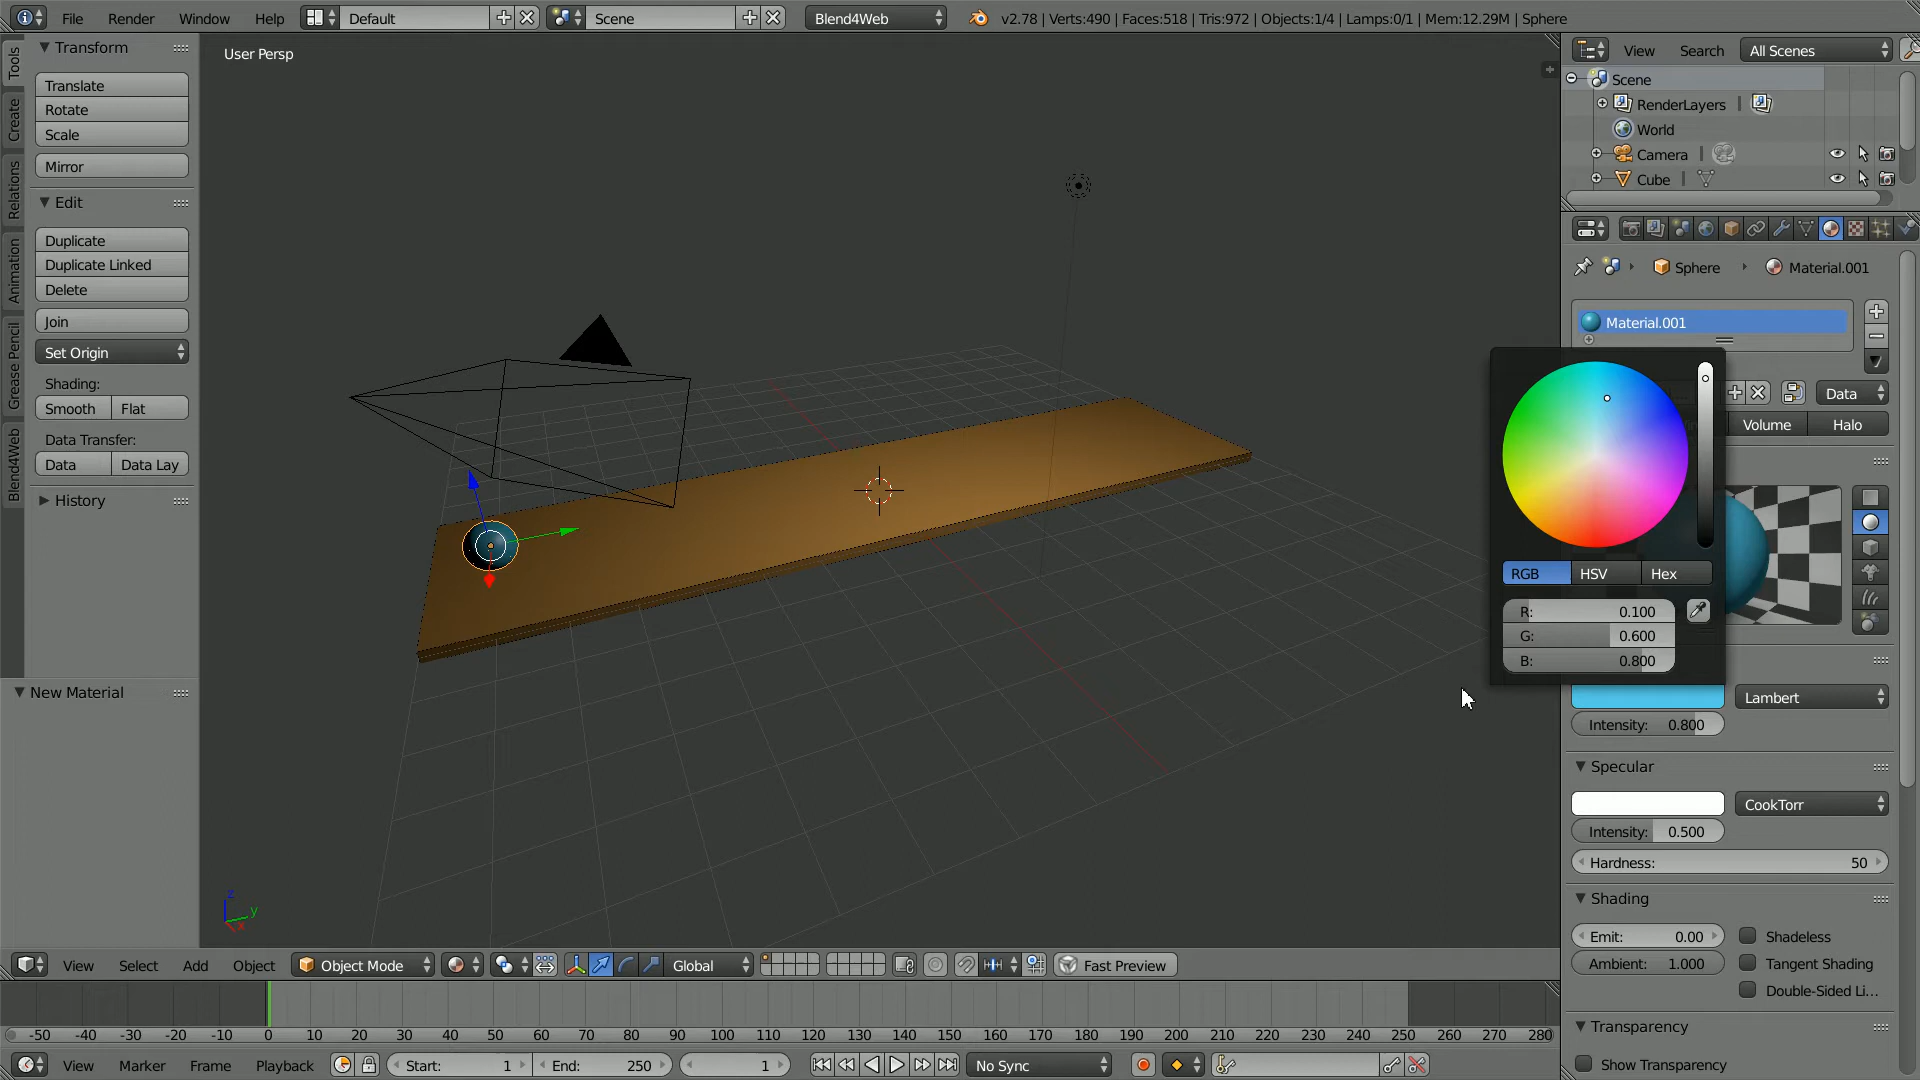 File Render Window Help Default Scene Blend4Web v2.78 | Verts:490 | Faces:518 | Tris:972 | Objects:1/4 | Lamps:0/1 | Mem:12.29M | Sphere
Tools
Create
Relations
Animation
Grease Pencil
Blend4Web
Transform
Translate
Rotate
Scale
Mirror
Edit
Duplicate
Duplicate Linked
Delete
Join
Set Origin
Shading:
Smooth Flat
Data Transfer:
Data Data Lay
History
New Material
User Persp
z
y
x
View Search All Scenes
Scene
RenderLayers
World
Camera
Cube
Sphere Material.001
Material.001
Data
Volume Halo
RGB HSV Hex
R: 0.100
G: 0.600
B: 0.800
Lambert
Intensity: 0.800
Specular
CookTorr
Intensity: 0.500
Hardness: 50
Shading
Emit: 0.00 Shadeless
Ambient: 1.000 Tangent Shading
Double-Sided Li...
Transparency
Show Transparency
View Select Add Object Object Mode Global Fast Preview
-50 -40 -30 -20 -10 0 10 20 30 40 50 60 70 80 90 100 110 120 130 140 150 160 170 180 190 200 210 220 230 240 250 260 270 280
View Marker Frame Playback Start: 1 End: 250 1 No Sync